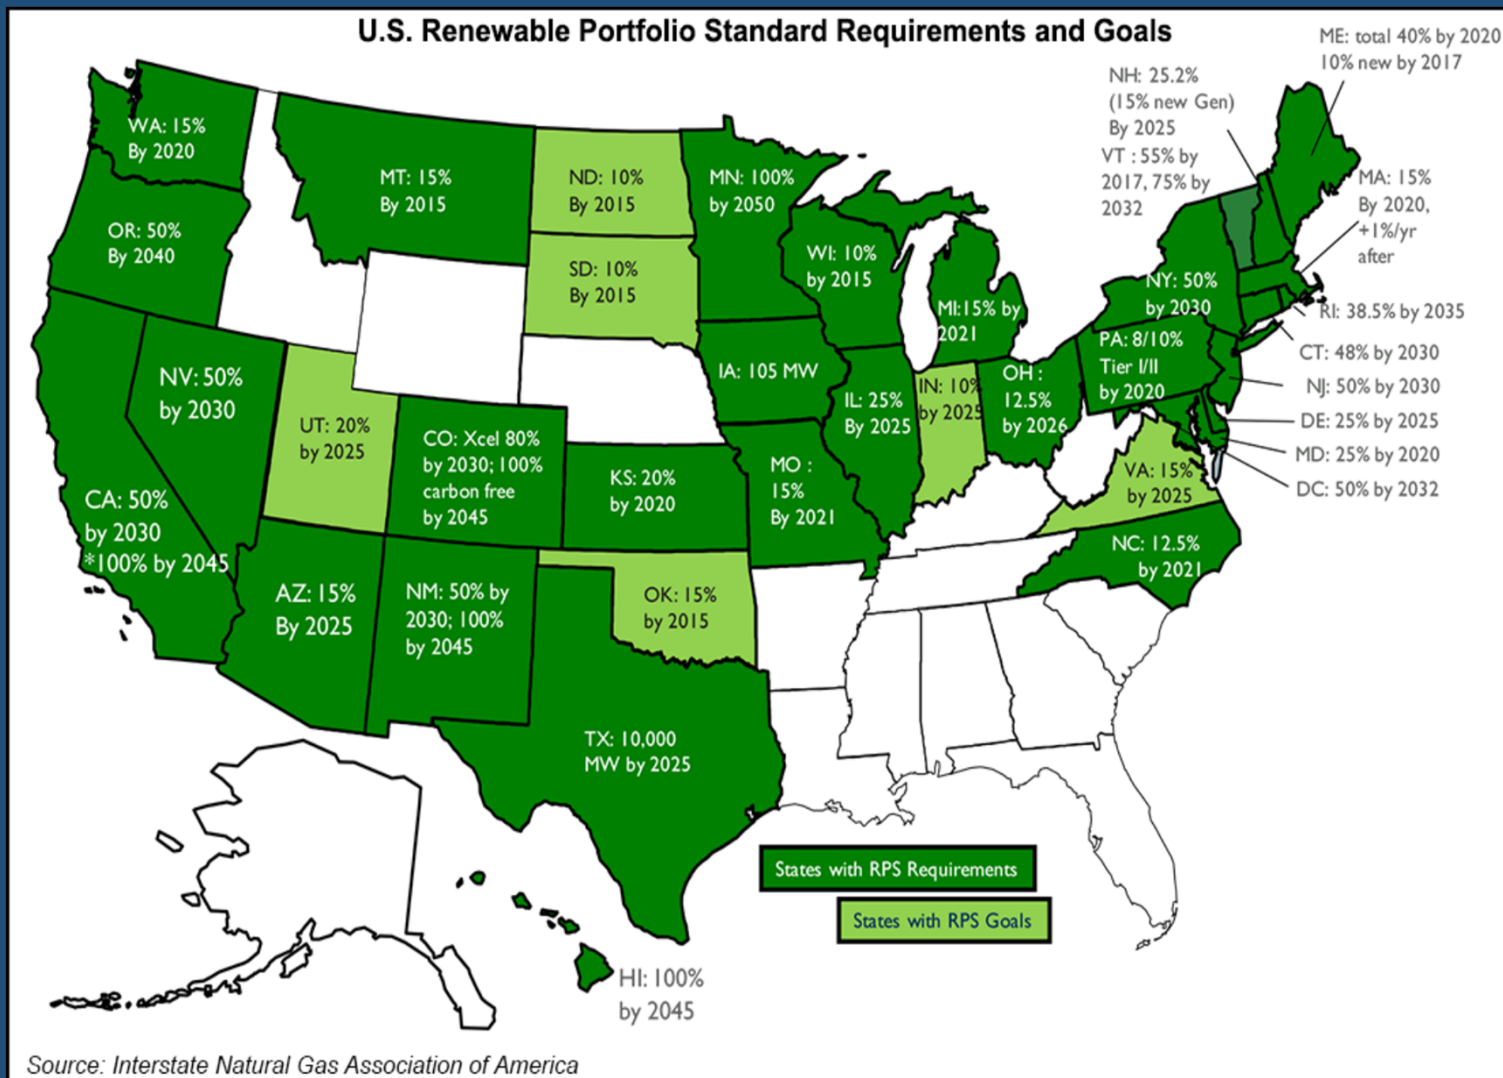 U.S. Renewable Portfolio Standard Requirements and Goals
ME: total 40% by 2020
10% new by 2017
NH: 25.2%
(15% new Gen)
By 2025
VT : 55% by
2017, 75% by
2032
MA: 15%
By 2020,
+1%/yr
after
WA: 15%
By 2020
MT: 15%
By 2015
ND: 10%
By 2015
MN: 100%
by 2050
OR: 50%
By 2040
SD: 10%
By 2015
WI: 10%
by 2015
MI:15% by
2021
NY: 50%
by 2030
RI: 38.5% by 2035
CT: 48% by 2030
NJ: 50% by 2030
DE: 25% by 2025
MD: 25% by 2020
DC: 50% by 2032
PA: 8/10%
Tier I/II
by 2020
NV: 50%
by 2030
UT: 20%
by 2025
CO: Xcel 80%
by 2030; 100%
carbon free
by 2045
IA: 105 MW
IL: 25%
By 2025
IN: 10%
by 2025
OH :
12.5%
by 2026
CA: 50%
by 2030
*100% by 2045
KS: 20%
by 2020
MO :
15%
By 2021
VA: 15%
by 2025
NC: 12.5%
by 2021
AZ: 15%
By 2025
NM: 50% by
2030; 100%
by 2045
OK: 15%
by 2015
TX: 10,000
MW by 2025
States with RPS Requirements
States with RPS Goals
HI: 100%
by 2045
Source: Interstate Natural Gas Association of America